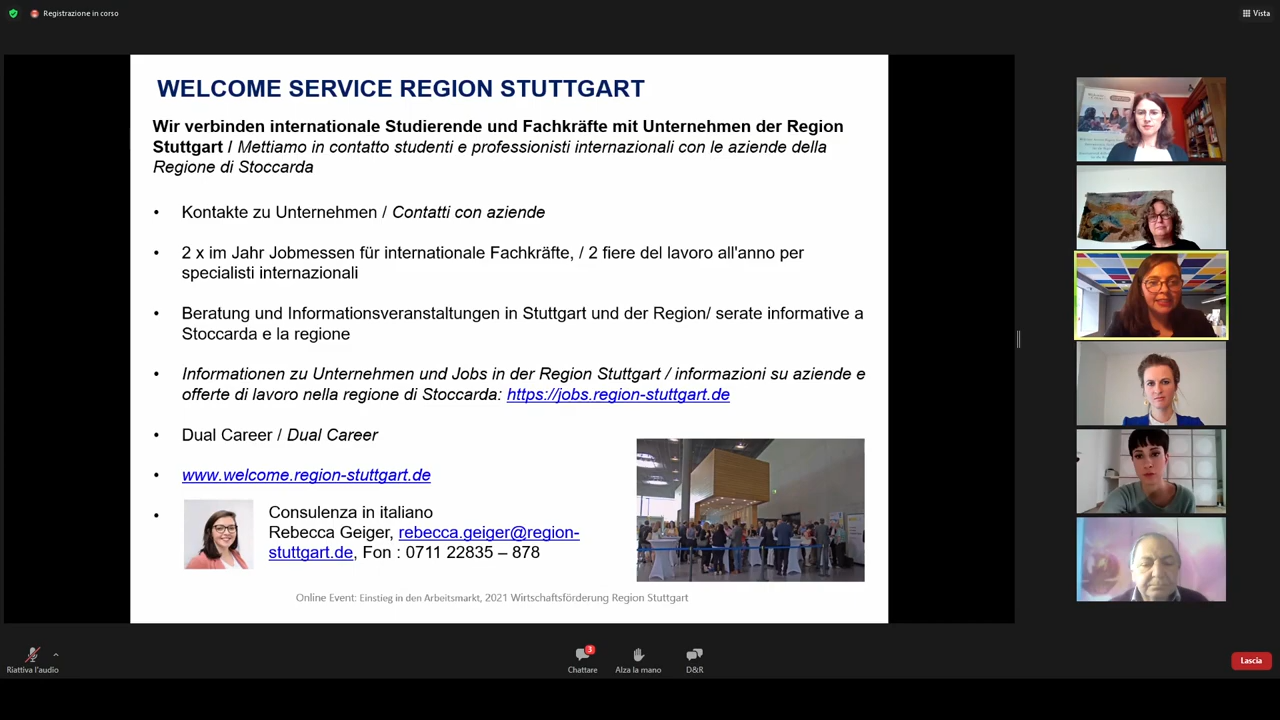 Registrazione in corso
Vista
WELCOME SERVICE REGION STUTTGART
Wir verbinden internationale Studierende und Fachkräfte mit Unternehmen der Region
Stuttgart / Mettiamo in contatto studenti e professionisti internazionali con le aziende della
Regione di Stoccarda
• Kontakte zu Unternehmen / Contatti con aziende
• 2 x im Jahr Jobmessen für internationale Fachkräfte, / 2 fiere del lavoro all'anno per
specialisti internazionali
• Beratung und Informationsveranstaltungen in Stuttgart und der Region/ serate informative a
Stoccarda e la regione
• Informationen zu Unternehmen und Jobs in der Region Stuttgart / informazioni su aziende e
offerte di lavoro nella regione di Stoccarda: https://jobs.region-stuttgart.de
• Dual Career / Dual Career
• www.welcome.region-stuttgart.de
• Consulenza in italiano
Rebecca Geiger, rebecca.geiger@region-
stuttgart.de, Fon : 0711 22835 – 878
Online Event: Einstieg in den Arbeitsmarkt, 2021 Wirtschaftsförderung Region Stuttgart
Riattiva l'audio
3
Chattare
Alza la mano
D&R
Lascia